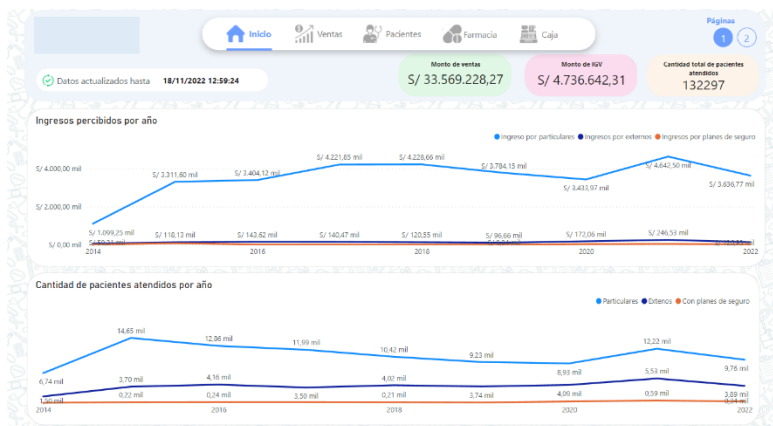 Inicio
Ventas
Pacientes
Farmacia
Caja
Páginas
1 2
Datos actualizados hasta 18/11/2022 12:59:24
Monto de ventas
S/ 33.569.228,27
Monto de IGV
S/ 4.736.642,31
Cantidad total de pacientes
atendidos
132297
Ingresos percibidos por año
Ingreso por particulares Ingresos por externos Ingresos por planes de seguro
S/ 4.000,00 mil
S/ 2.000,00 mil
S/ 0,00 mil
S/ 1.099,25 mil
S/ 3.311,60 mil
S/ 3.404,12 mil
S/ 4.221,85 mil
S/ 4.228,66 mil
S/ 3.784,15 mil
S/ 3.433,97 mil
S/ 4.642,50 mil
S/ 3.636,77 mil
S/ 118,13 mil
S/ 143,62 mil
S/ 140,47 mil
S/ 120,55 mil
S/ 96,66 mil
S/ 172,06 mil
S/ 246,53 mil
2014 2016 2018 2020 2022
Cantidad de pacientes atendidos por año
Particulares Extenos Con planes de seguro
6,74 mil
14,65 mil
12,86 mil
11,99 mil
10,42 mil
9,23 mil
8,93 mil
12,22 mil
9,76 mil
3,70 mil
4,16 mil
3,50 mil
4,02 mil
3,74 mil
4,09 mil
5,53 mil
3,89 mil
0,22 mil
0,24 mil
0,21 mil
0,59 mil
2014 2016 2018 2020 2022